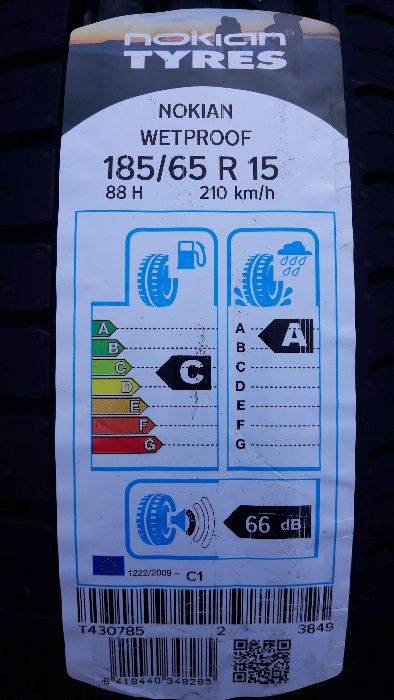 nokian®
TYRES
NOKIAN
WETPROOF
185/65 R 15
88 H 210 km/h
A A
B B
C C
D D
E E
F F
G G
C
A
66 dB
1222/2009 - C1
T430785 2 3849
6 419440 348285